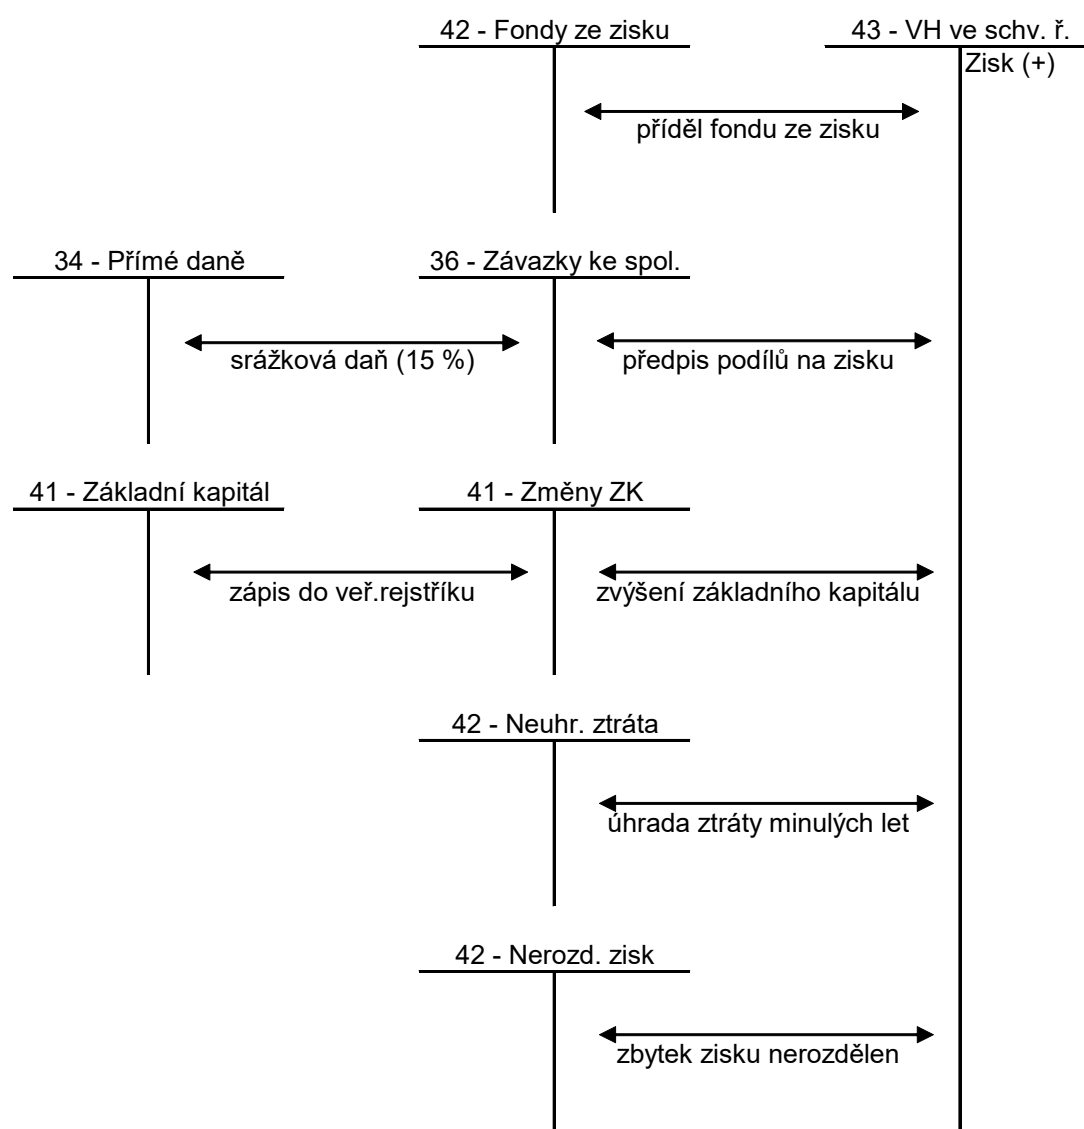 42 - Fondy ze zisku
43 - VH ve schv. ř.
Zisk (+)
příděl fondu ze zisku
34 - Přímé daně
36 - Závazky ke spol.
srážková daň (15 %)
předpis podílů na zisku
41 - Základní kapitál
41 - Změny ZK
zápis do veř.rejstříku
zvýšení základního kapitálu
42 - Neuhr. ztráta
úhrada ztráty minulých let
42 - Nerozd. zisk
zbytek zisku nerozdělen